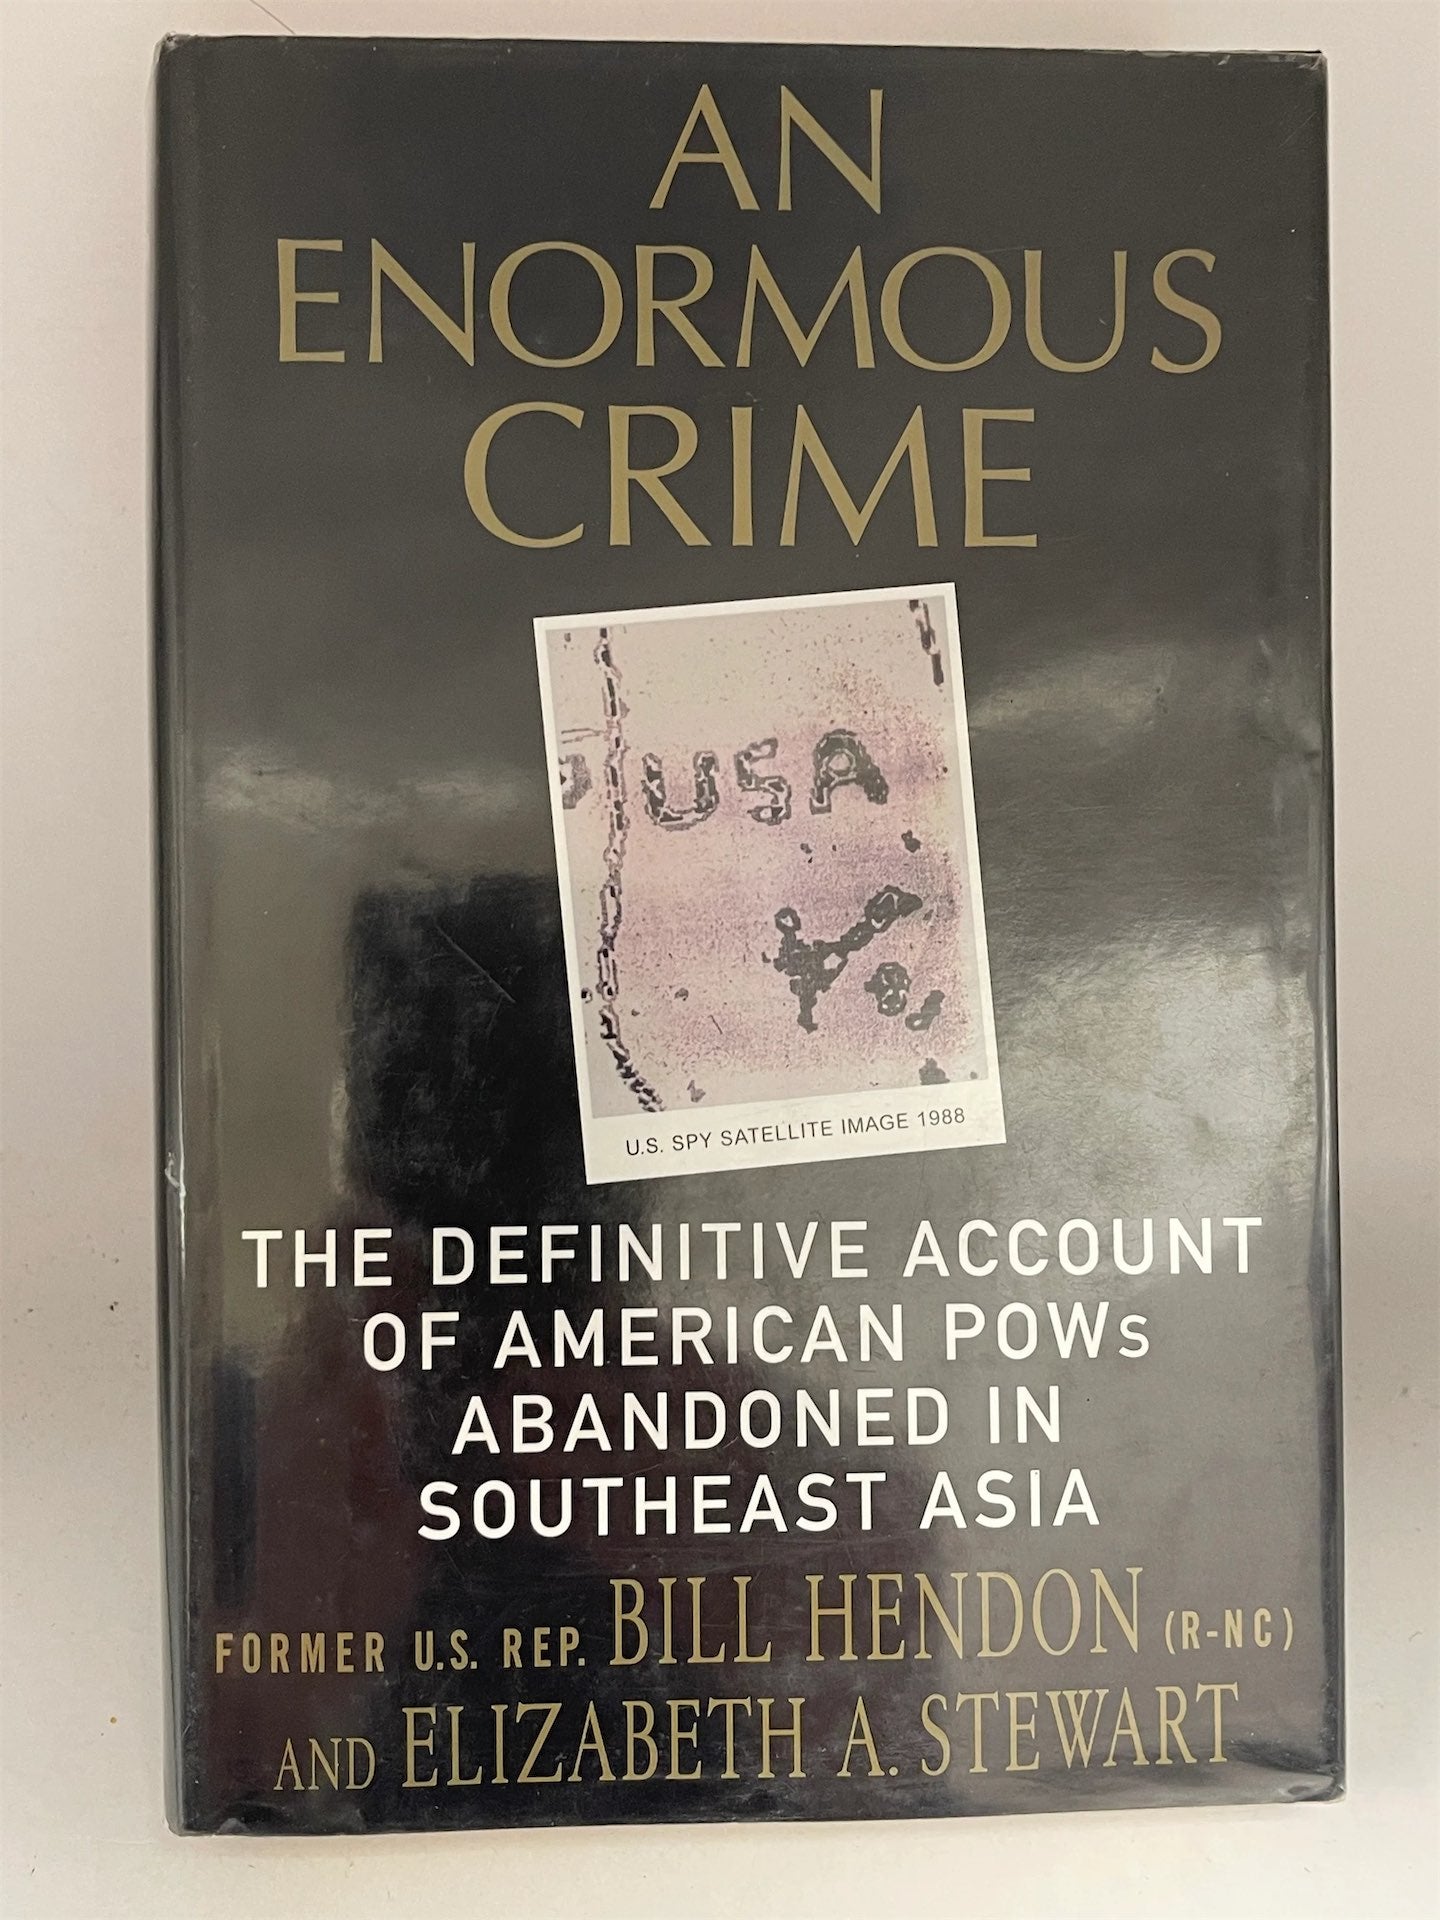 AN
ENORMOUS
CRIME
USA
U.S. SPY SATELLITE IMAGE 1988
THE DEFINITIVE ACCOUNT
OF AMERICAN POWs
ABANDONED IN
SOUTHEAST ASIA
FORMER U.S. REP. BILL HENDON (R-NC)
AND ELIZABETH A. STEWART